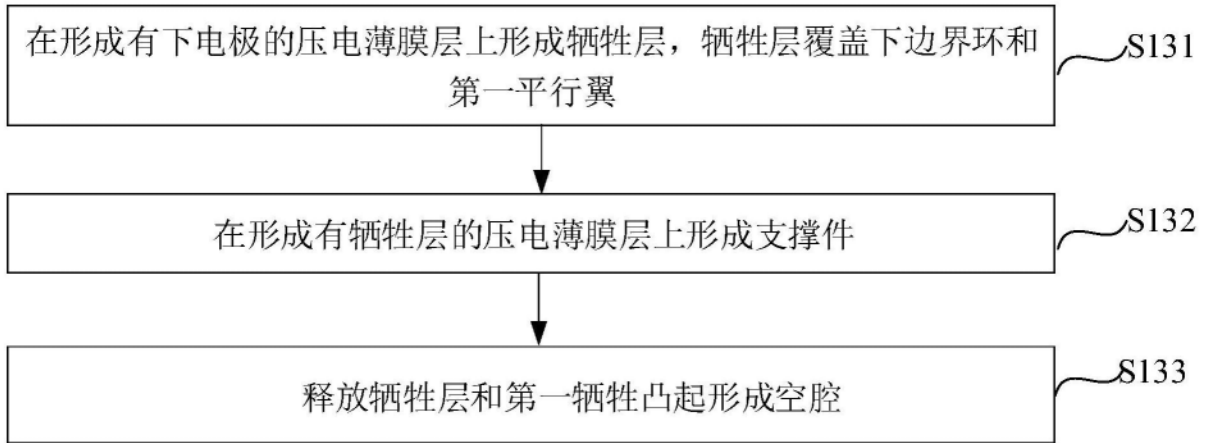 在形成有下电极的压电薄膜层上形成牺牲层，牺牲层覆盖下边界环和
第一平行翼
S131
在形成有牺牲层的压电薄膜层上形成支撑件
S132
释放牺牲层和第一牺牲凸起形成空腔
S133